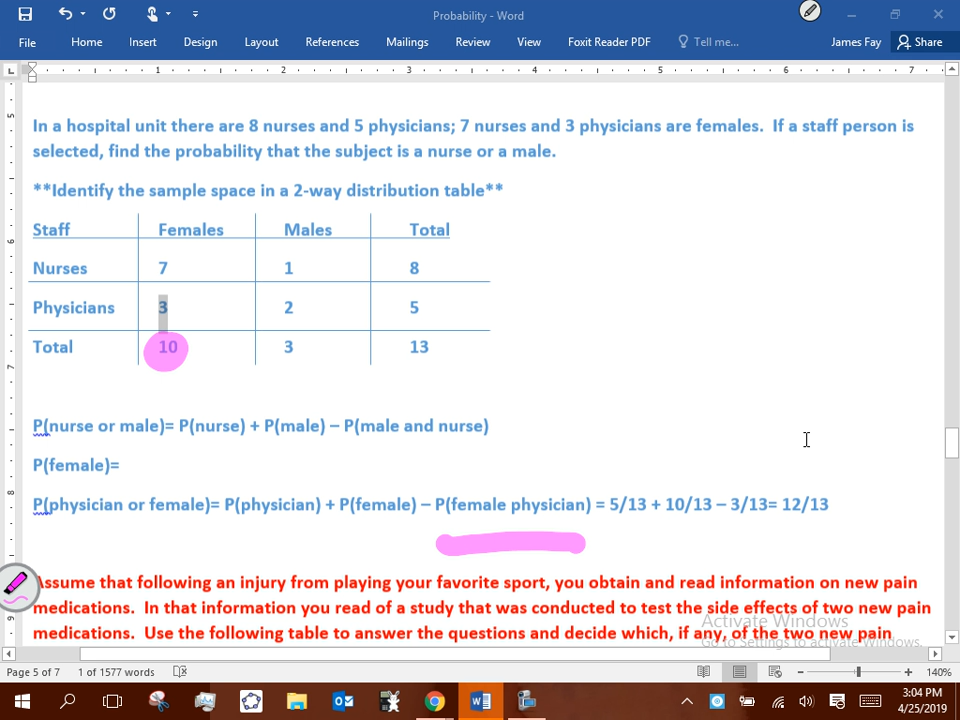 Probability - Word
File Home Insert Design Layout References Mailings Review View Foxit Reader PDF Tell me... James Fay Share
1 2 3 4 5 6 7
In a hospital unit there are 8 nurses and 5 physicians; 7 nurses and 3 physicians are females. If a staff person is
selected, find the probability that the subject is a nurse or a male.
**Identify the sample space in a 2-way distribution table**
Staff Females Males Total
Nurses 7 1 8
Physicians 3 2 5
Total 10 3 13
P(nurse or male)= P(nurse) + P(male) – P(male and nurse)
P(female)=
P(physician or female)= P(physician) + P(female) – P(female physician) = 5/13 + 10/13 – 3/13= 12/13
Assume that following an injury from playing your favorite sport, you obtain and read information on new pain
medications. In that information you read of a study that was conducted to test the side effects of two new pain
medications. Use the following table to answer the questions and decide which, if any, of the two new pain
Activate Windows
Go to Settings to activate Windows.
Page 5 of 7 1 of 1577 words 140%
3:04 PM
4/25/2019